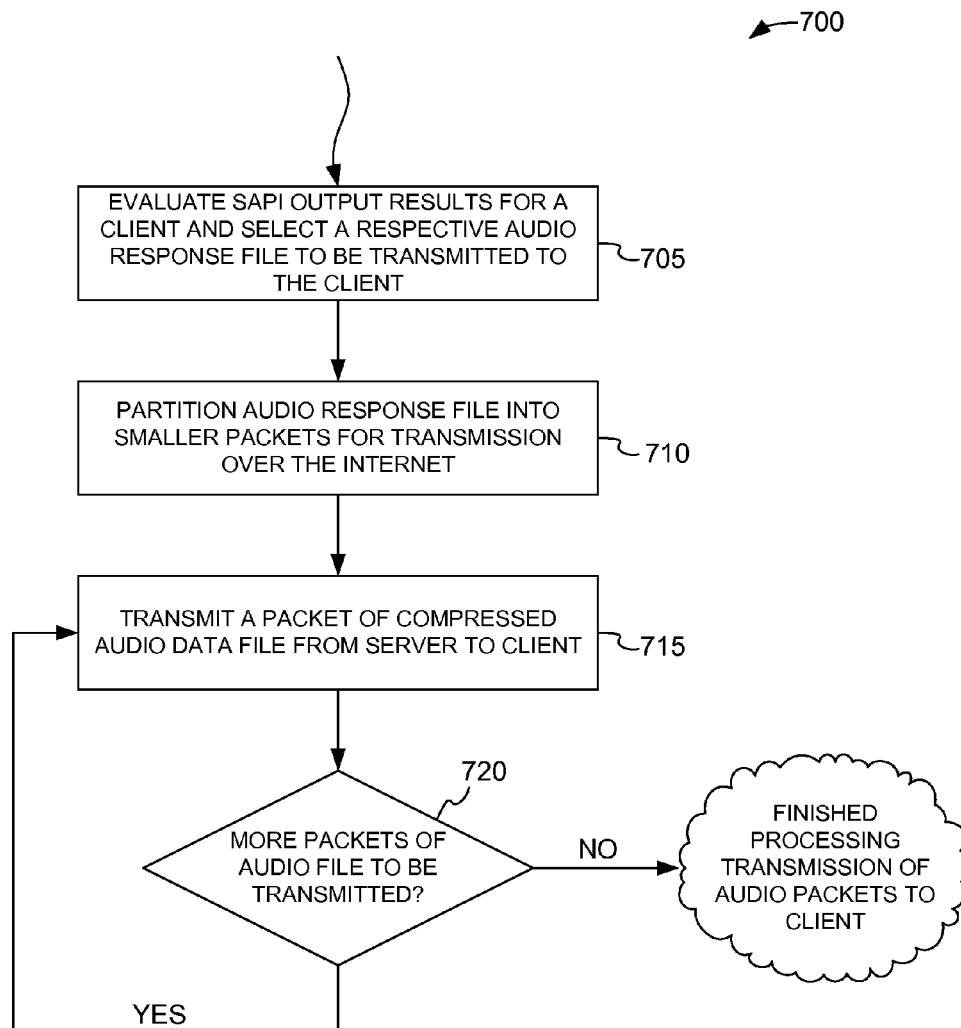 700
EVALUATE SAPI OUTPUT RESULTS FOR A
CLIENT AND SELECT A RESPECTIVE AUDIO
RESPONSE FILE TO BE TRANSMITTED TO
THE CLIENT
705
PARTITION AUDIO RESPONSE FILE INTO
SMALLER PACKETS FOR TRANSMISSION
OVER THE INTERNET
710
TRANSMIT A PACKET OF COMPRESSED
AUDIO DATA FILE FROM SERVER TO CLIENT
715
720
MORE PACKETS OF
AUDIO FILE TO BE
TRANSMITTED?
NO
FINISHED
PROCESSING
TRANSMISSION OF
AUDIO PACKETS TO
CLIENT
YES